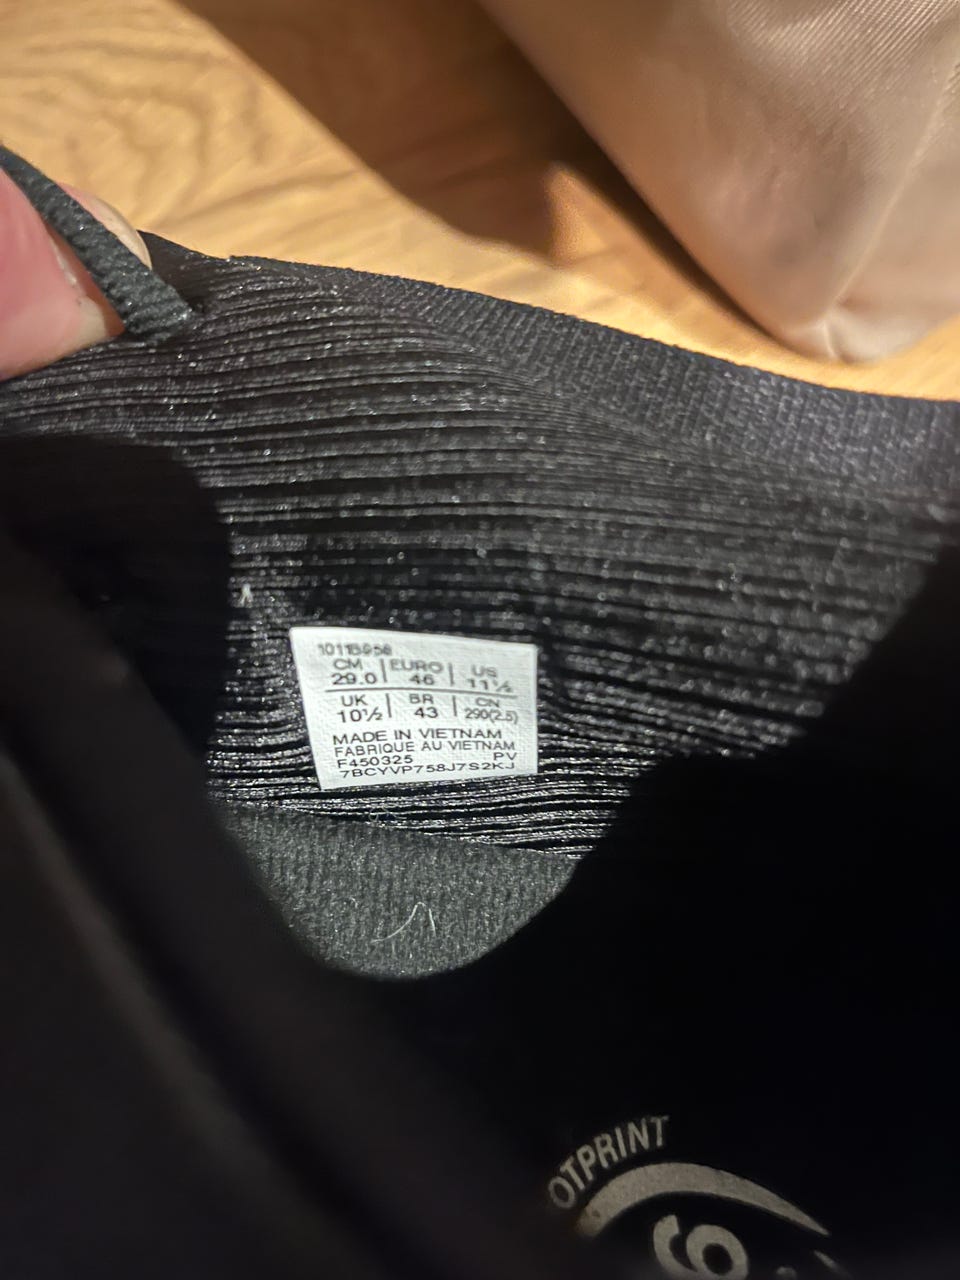 CM | EURO | US
29.0 | 46 | 11½
UK | BR | CN
10½ | 43 | 290(2.5)
MADE IN VIETNAM
FABRIQUE AU VIETNAM
F450325 PV
7BCYVP758J7S2KJ
OTPRINT